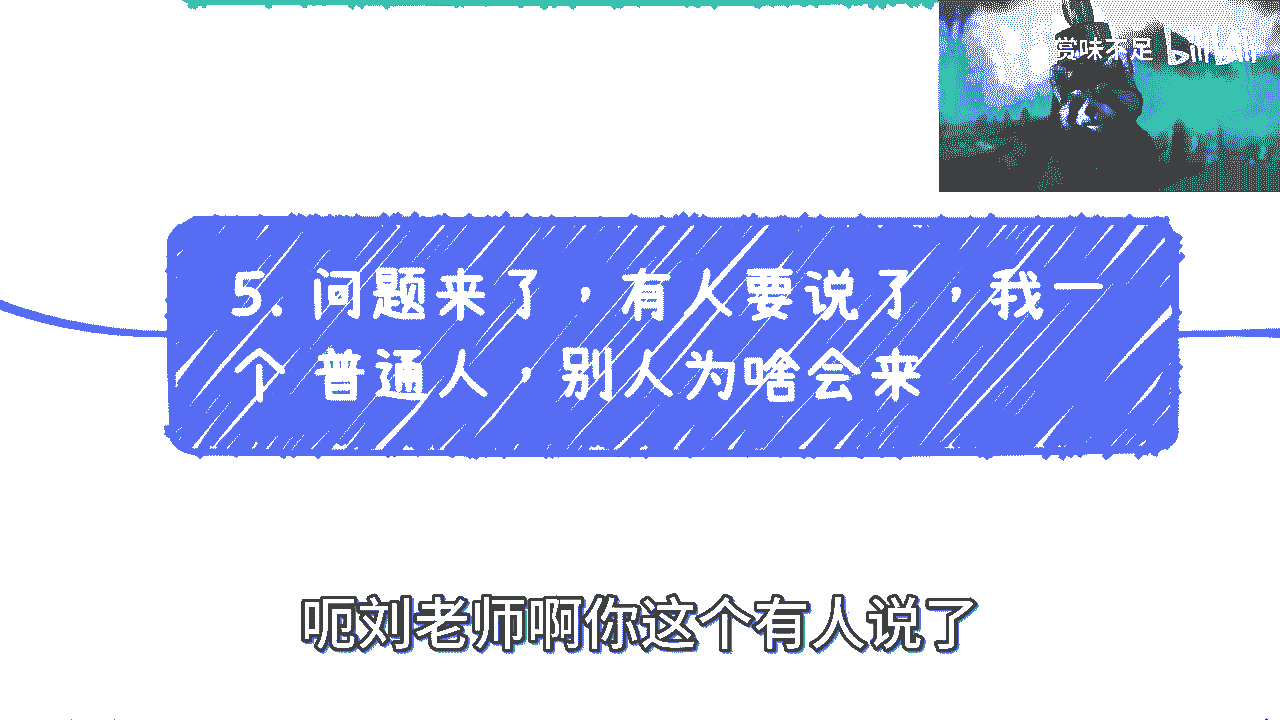 赏味不足 bilibili
5. 问题来了，有人要说了，我一
个 普通人，别人为啥会来
呃刘老师啊你这个有人说了